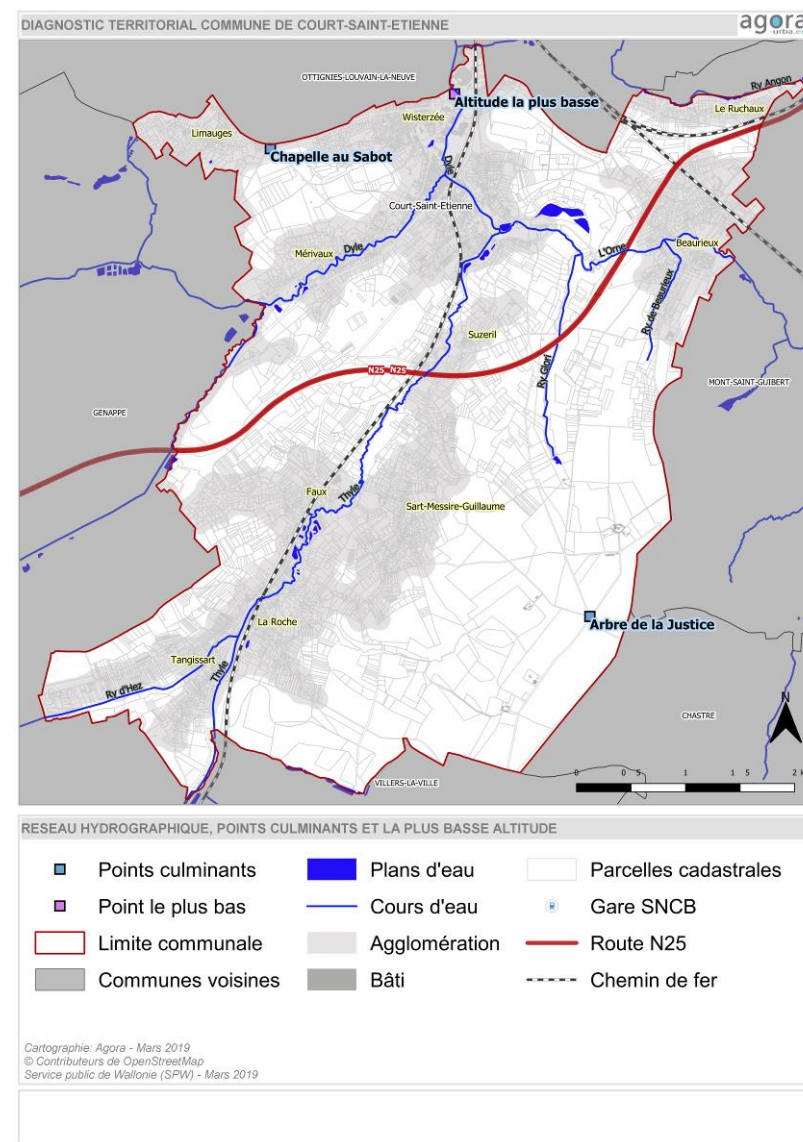 DIAGNOSTIC TERRITORIAL COMMUNE DE COURT-SAINT-ETIENNE
agora
-urba.eu
OTTIGNIES-LOUVAIN-LA-NEUVE
Ry Angon
Altitude la plus basse
Le Ruchaux
Wisterzée
Limauges
Chapelle au Sabot
Dyle
Court-Saint-Etienne
Mérivaux
Dyle
L'Orne
Beaurieux
Ry de Beaurieux
Suzeril
N25 N25
Ry Glori
MONT-SAINT-GUIBERT
GENAPPE
Faux
Thyle
Sart-Messire-Guillaume
La Roche
Arbre de la Justice
Tangissart
Thyle
Ry d'Hez
N
CHASTRE
VILLERS-LA-VILLE
0 0 5 1 1 5 2 k
RESEAU HYDROGRAPHIQUE, POINTS CULMINANTS ET LA PLUS BASSE ALTITUDE
Points culminants
Plans d'eau
Parcelles cadastrales
Point le plus bas
Cours d'eau
Gare SNCB
Limite communale
Agglomération
Route N25
Communes voisines
Bâti
Chemin de fer
Cartographie: Agora - Mars 2019
© Contributeurs de OpenStreetMap
Service public de Wallonie (SPW) - Mars 2019